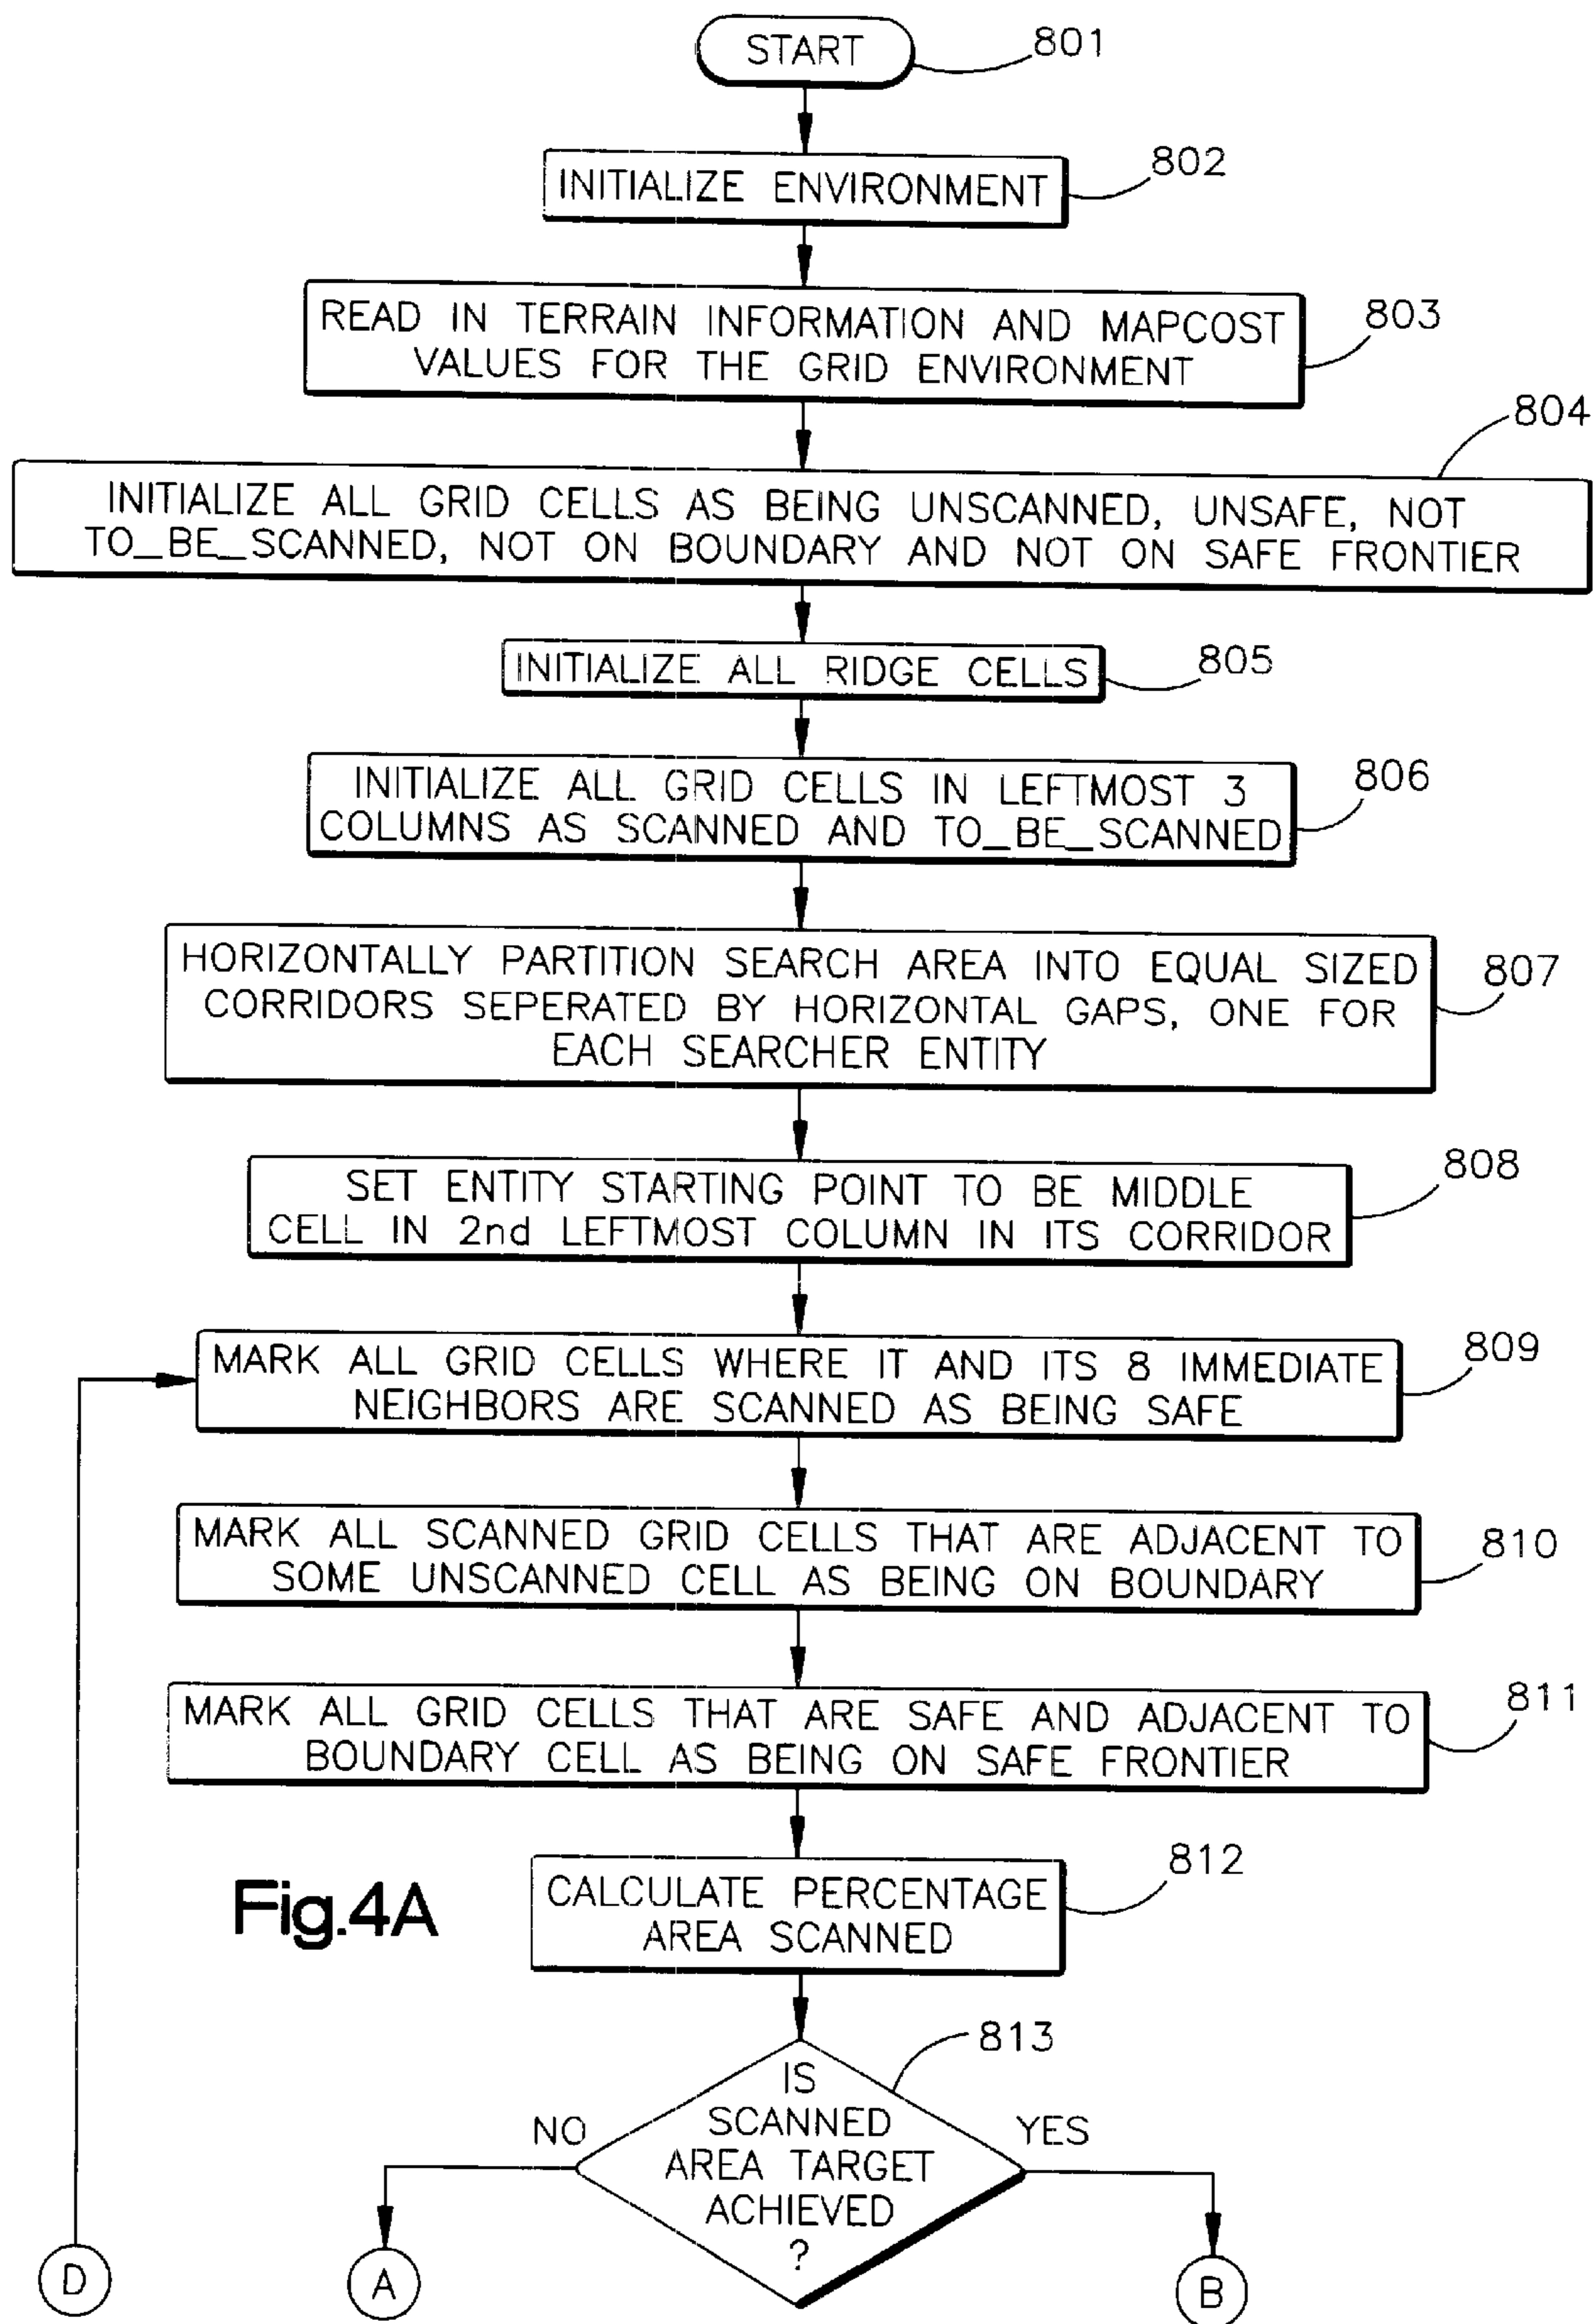 START
801
INITIALIZE ENVIRONMENT
802
READ IN TERRAIN INFORMATION AND MAPCOST
VALUES FOR THE GRID ENVIRONMENT
803
804
INITIALIZE ALL GRID CELLS AS BEING UNSCANNED, UNSAFE, NOT
TO_BE_SCANNED, NOT ON BOUNDARY AND NOT ON SAFE FRONTIER
INITIALIZE ALL RIDGE CELLS
805
INITIALIZE ALL GRID CELLS IN LEFTMOST 3
COLUMNS AS SCANNED AND TO_BE_SCANNED
806
HORIZONTALLY PARTITION SEARCH AREA INTO EQUAL SIZED
CORRIDORS SEPERATED BY HORIZONTAL GAPS, ONE FOR
EACH SEARCHER ENTITY
807
SET ENTITY STARTING POINT TO BE MIDDLE
CELL IN 2nd LEFTMOST COLUMN IN ITS CORRIDOR
808
MARK ALL GRID CELLS WHERE IT AND ITS 8 IMMEDIATE
NEIGHBORS ARE SCANNED AS BEING SAFE
809
MARK ALL SCANNED GRID CELLS THAT ARE ADJACENT TO
SOME UNSCANNED CELL AS BEING ON BOUNDARY
810
MARK ALL GRID CELLS THAT ARE SAFE AND ADJACENT TO
BOUNDARY CELL AS BEING ON SAFE FRONTIER
811
CALCULATE PERCENTAGE
AREA SCANNED
812
Fig.4A
813
IS
SCANNED
AREA TARGET
ACHIEVED
?
NO
YES
D
A
B